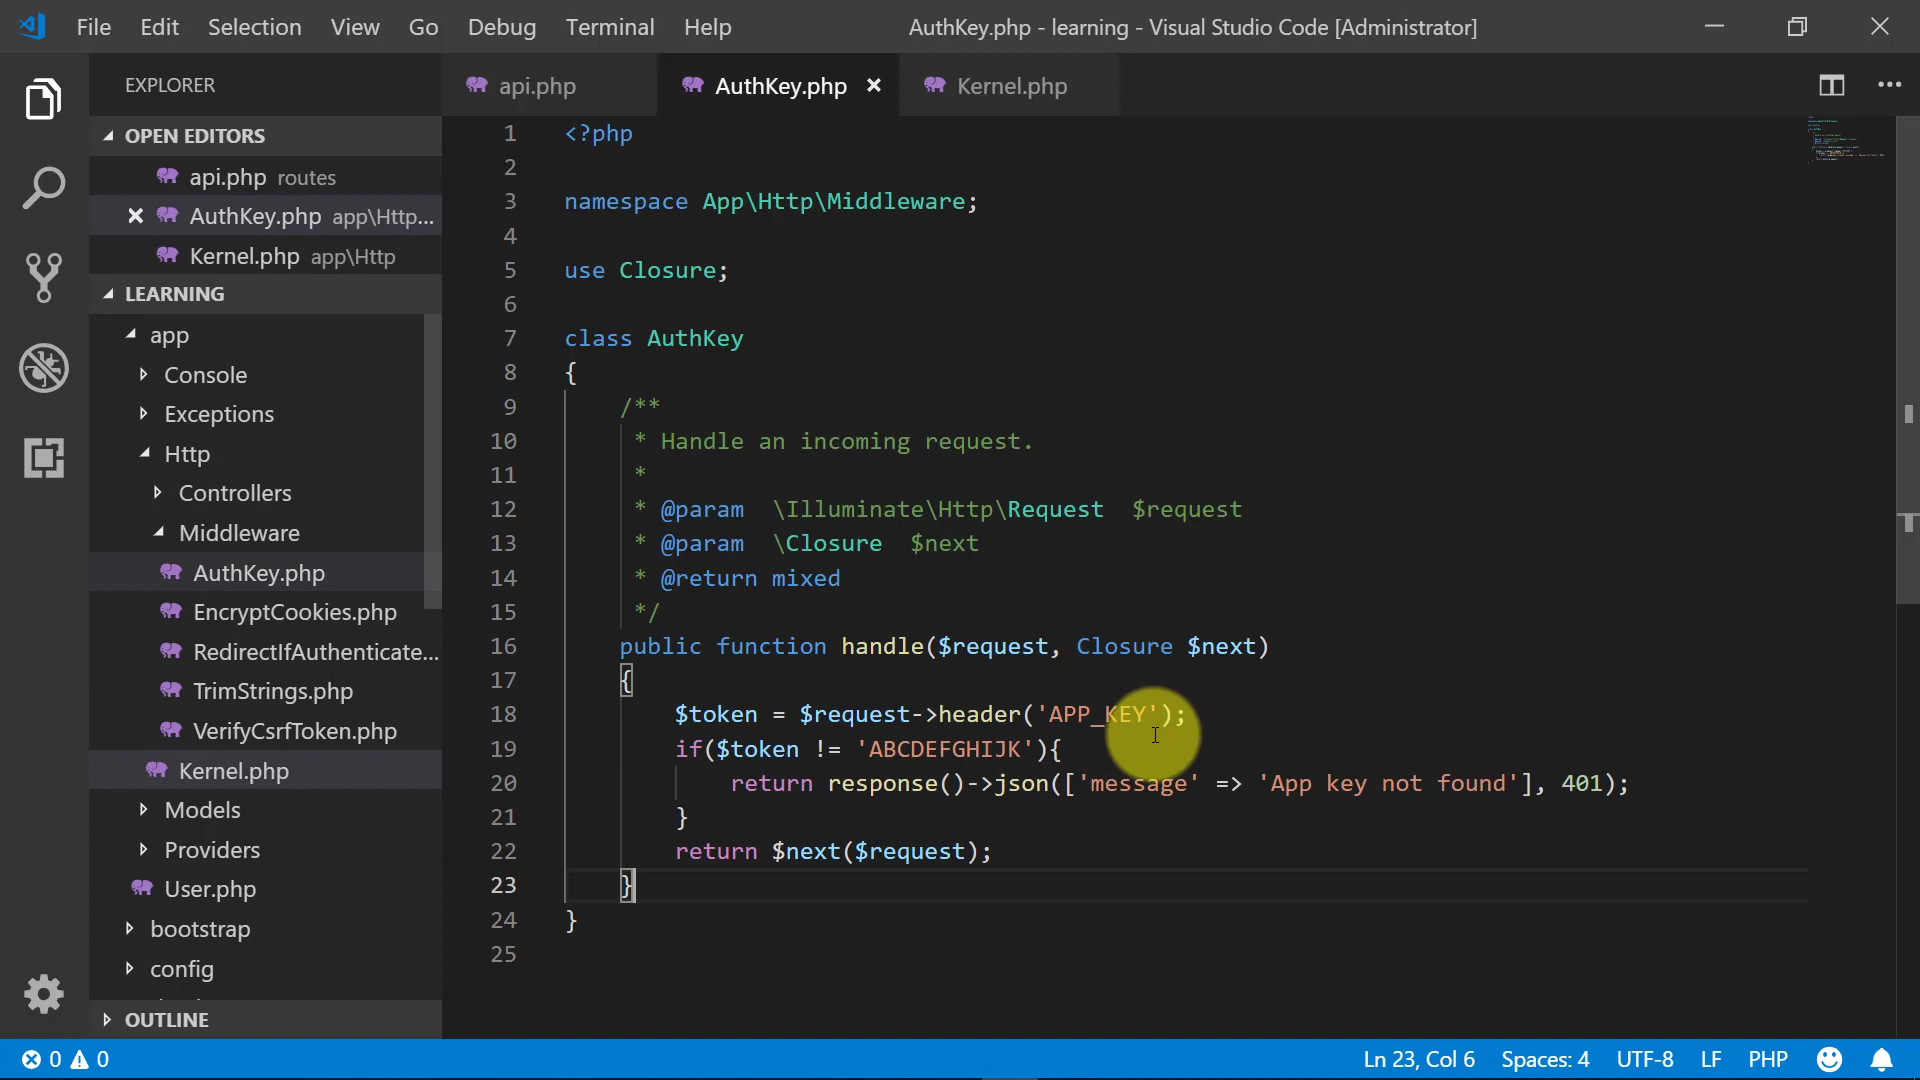 File Edit Selection View Go Debug Terminal Help AuthKey.php - learning - Visual Studio Code [Administrator]
EXPLORER
OPEN EDITORS
api.php routes
AuthKey.php app\Http...
Kernel.php app\Http
LEARNING
app
Console
Exceptions
Http
Controllers
Middleware
AuthKey.php
EncryptCookies.php
RedirectIfAuthenticate...
TrimStrings.php
VerifyCsrfToken.php
Kernel.php
Models
Providers
User.php
bootstrap
config
OUTLINE
api.php AuthKey.php Kernel.php
1 <?php
2
3 namespace App\Http\Middleware;
4
5 use Closure;
6
7 class AuthKey
8 {
9 /**
10 * Handle an incoming request.
11 *
12 * @param \Illuminate\Http\Request $request
13 * @param \Closure $next
14 * @return mixed
15 */
16 public function handle($request, Closure $next)
17 {
18 $token = $request->header('APP_KEY');
19 if($token != 'ABCDEFGHIJK'){
20 return response()->json(['message' => 'App key not found'], 401);
21 }
22 return $next($request);
23 }
24 }
25
0 0 Ln 23, Col 6 Spaces: 4 UTF-8 LF PHP